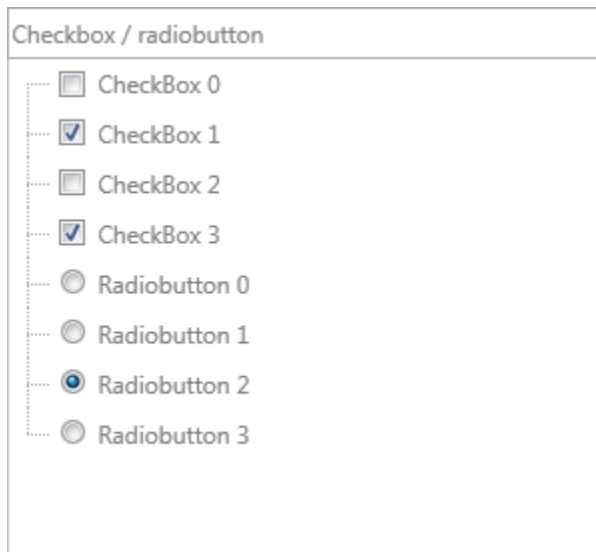 Checkbox / radiobutton
CheckBox 0
CheckBox 1
CheckBox 2
CheckBox 3
Radiobutton 0
Radiobutton 1
Radiobutton 2
Radiobutton 3